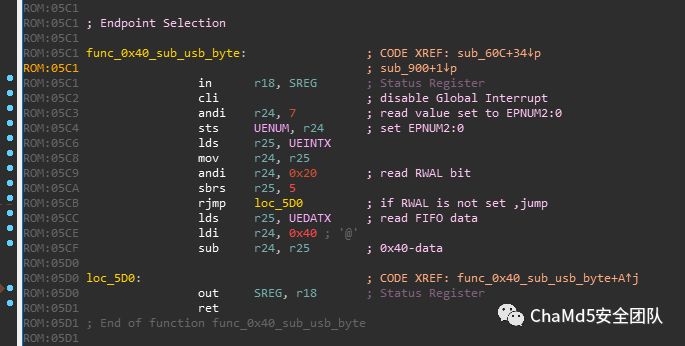 ROM:05C1
ROM:05C1 ; Endpoint Selection
ROM:05C1
ROM:05C1 func_0x40_sub_usb_byte: ; CODE XREF: sub_60C+34↓p
ROM:05C1 ; sub_900+1↓p
ROM:05C1 in r18, SREG ; Status Register
ROM:05C2 cli ; disable Global Interrupt
ROM:05C3 andi r24, 7 ; read value set to EPNUM2:0
ROM:05C4 sts UENUM, r24 ; set EPNUM2:0
ROM:05C6 lds r25, UEINTX
ROM:05C8 mov r24, r25
ROM:05C9 andi r24, 0x20 ; read RWAL bit
ROM:05CA sbrs r25, 5
ROM:05CB rjmp loc_5D0 ; if RWAL is not set ,jump
ROM:05CC lds r25, UEDATX ; read FIFO data
ROM:05CE ldi r24, 0x40 ; '@'
ROM:05CF sub r24, r25 ; 0x40-data
ROM:05D0
ROM:05D0 loc_5D0: ; CODE XREF: func_0x40_sub_usb_byte+A↑j
ROM:05D0 out SREG, r18 ; Status Register
ROM:05D1 ret
ROM:05D1 ; End of function func_0x40_sub_usb_byte
ROM:05D1
ChaMd5安全团队